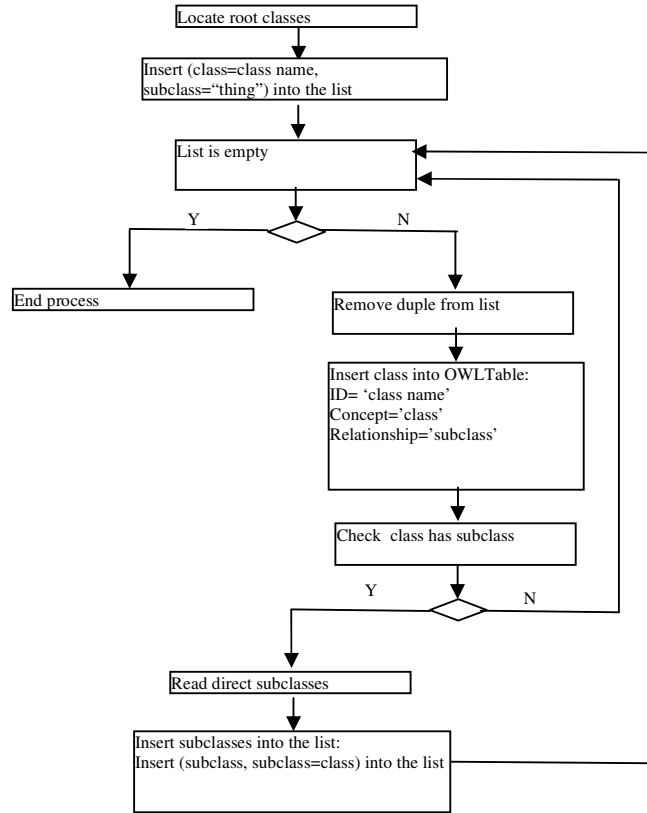 Locate root classes
Insert (class=class name,
subclass=“thing”) into the list
List is empty
Y
N
End process
Remove duple from list
Insert class into OWLTable:
ID= ‘class name’
Concept=’class’
Relationship=’subclass’
Check  class has subclass
Y
N
Read direct subclasses
Insert subclasses into the list:
Insert (subclass, subclass=class) into the list